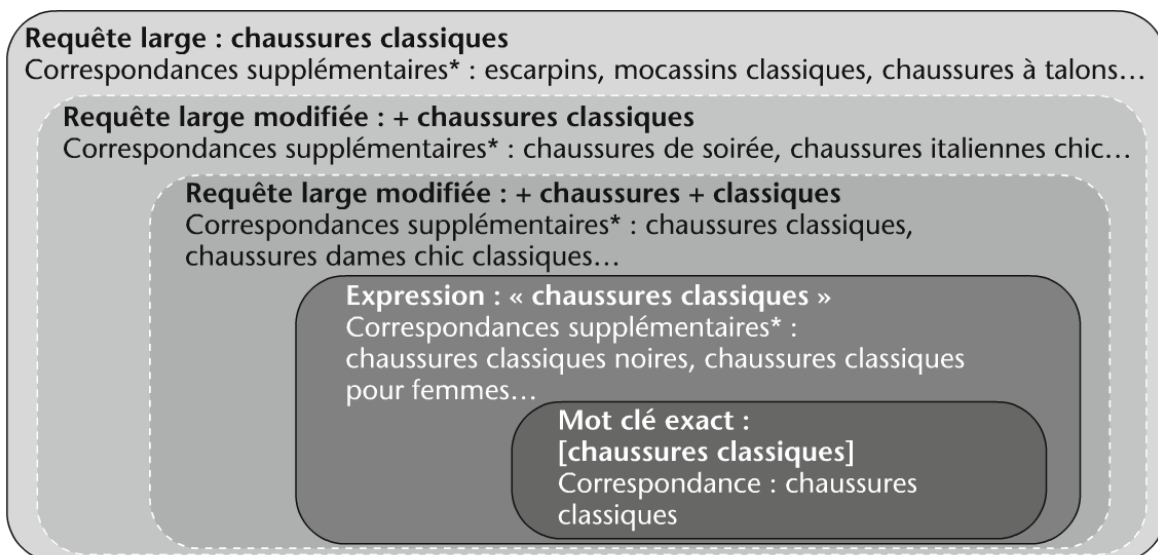 Requête large : chaussures classiques
Correspondances supplémentaires* : escarpins, mocassins classiques, chaussures à talons…
Requête large modifiée : + chaussures classiques
Correspondances supplémentaires* : chaussures de soirée, chaussures italiennes chic…
Requête large modifiée : + chaussures + classiques
Correspondances supplémentaires* : chaussures classiques,
chaussures dames chic classiques…
Expression : « chaussures classiques »
Correspondances supplémentaires* :
chaussures classiques noires, chaussures classiques
pour femmes…
Mot clé exact :
[chaussures classiques]
Correspondance : chaussures
classiques